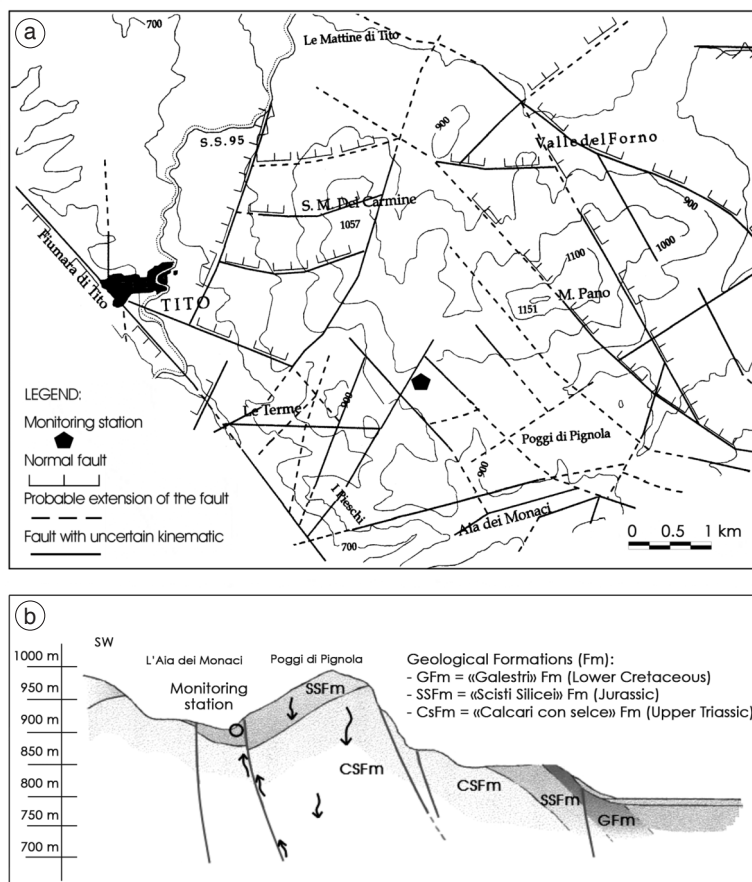 a
700
Le Mattine di Tito
S.S.95
900
Valle del Forno
S. M. Del Carmine
1057
900
1000
1100
Fiumara di Tito
TITO
M. Pano
1151
LEGEND:
Monitoring station
Normal fault
Probable extension of the fault
Fault with uncertain kinematic
Le Terme
900
Poggi di Pignola
900
I Pieschi
Aia dei Monaci
700
0 0.5 1 km
b
SW
1000 m
950 m
900 m
850 m
800 m
750 m
700 m
L'Aia dei Monaci
Poggi di Pignola
Monitoring
station
SSFm
CSFm
CSFm
SSFm
GFm
Geological Formations (Fm):
- GFm = «Galestri» Fm (Lower Cretaceous)
- SSFm = «Scisti Silicei» Fm (Jurassic)
- CsFm = «Calcari con selce» Fm (Upper Triassic)